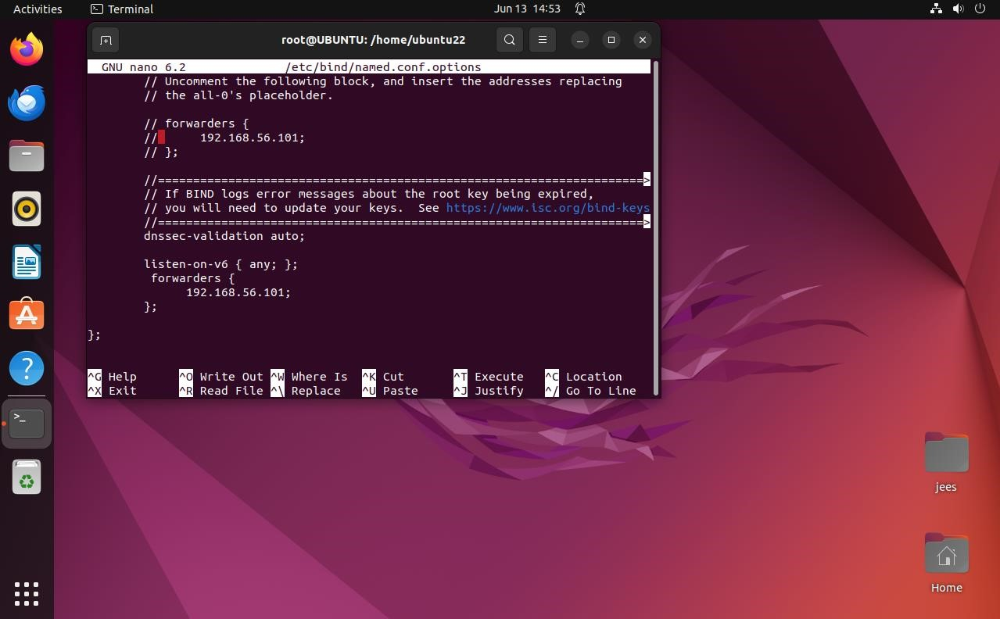 Activities
Terminal
Jun 13 14:53
root@UBUNTU: /home/ubuntu22
GNU nano 6.2 /etc/bind/named.conf.options
// Uncomment the following block, and insert the addresses replacing
// the all-0's placeholder.
// forwarders {
// 192.168.56.101;
// };
//=====================================================================>
// If BIND logs error messages about the root key being expired,
// you will need to update your keys. See https://www.isc.org/bind-keys
//=====================================================================>
dnssec-validation auto;
listen-on-v6 { any; };
forwarders {
192.168.56.101;
};
};
^G Help ^O Write Out ^W Where Is ^K Cut ^T Execute ^C Location
^X Exit ^R Read File ^\ Replace ^U Paste ^J Justify ^/ Go To Line
jees
Home